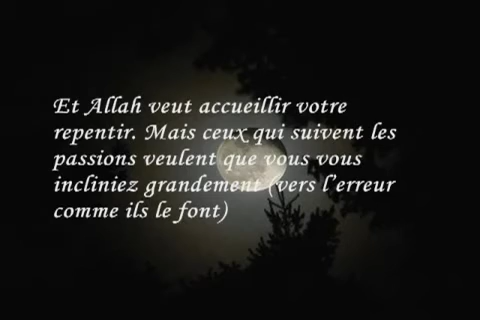 Et Allah veut accueillir votre
repentir. Mais ceux qui suivent les
passions veulent que vous vous
incliniez grandement (vers l'erreur
comme ils le font)